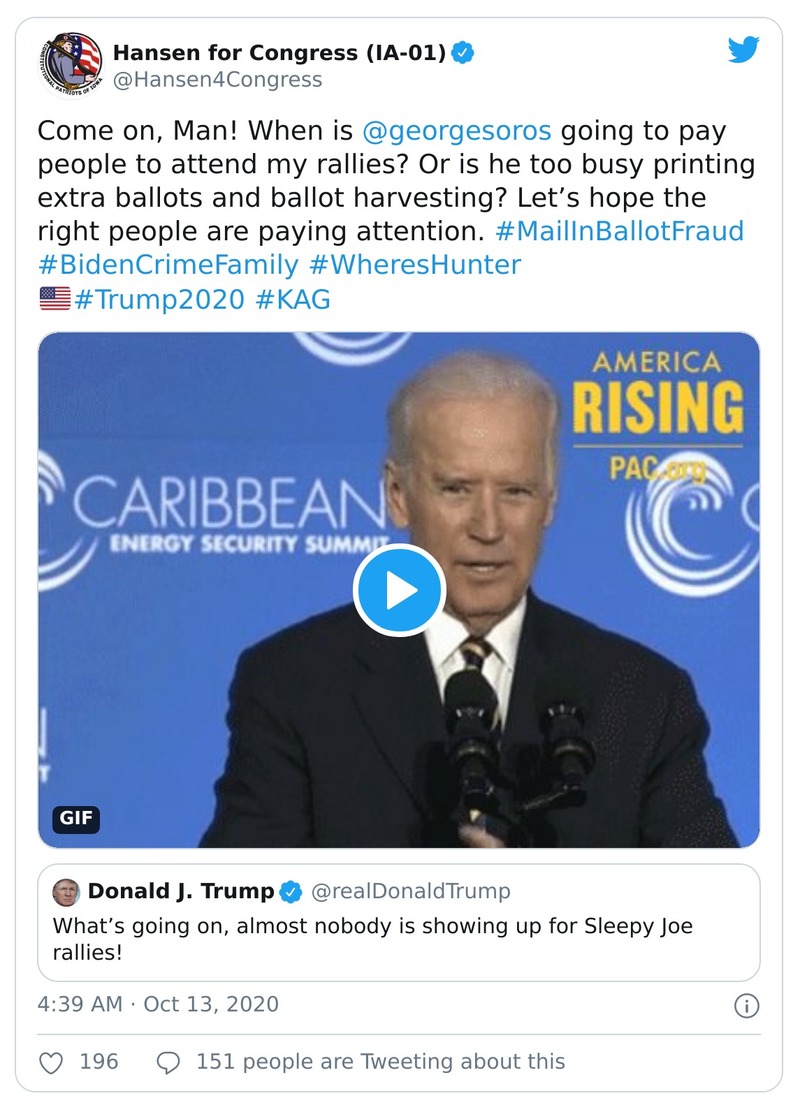 Hansen for Congress (IA-01)
@Hansen4Congress
Come on, Man! When is @georgesoros going to pay
people to attend my rallies? Or is he too busy printing
extra ballots and ballot harvesting? Let’s hope the
right people are paying attention. #MailInBallotFraud
#BidenCrimeFamily #WheresHunter
#Trump2020 #KAG
AMERICA
RISING
PAC.org
CARIBBEAN
ENERGY SECURITY SUMMIT
GIF
Donald J. Trump @realDonaldTrump
What’s going on, almost nobody is showing up for Sleepy Joe
rallies!
4:39 AM · Oct 13, 2020
196 151 people are Tweeting about this